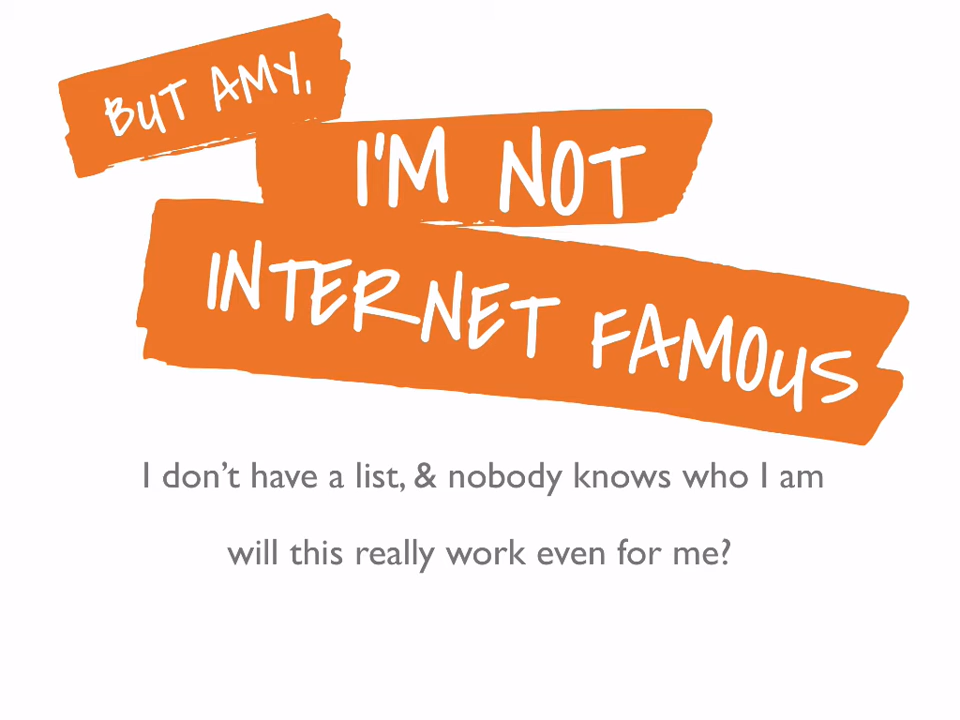 BUT AMY,
I'M NOT
INTERNET FAMOUS
I don’t have a list, & nobody knows who I am
will this really work even for me?